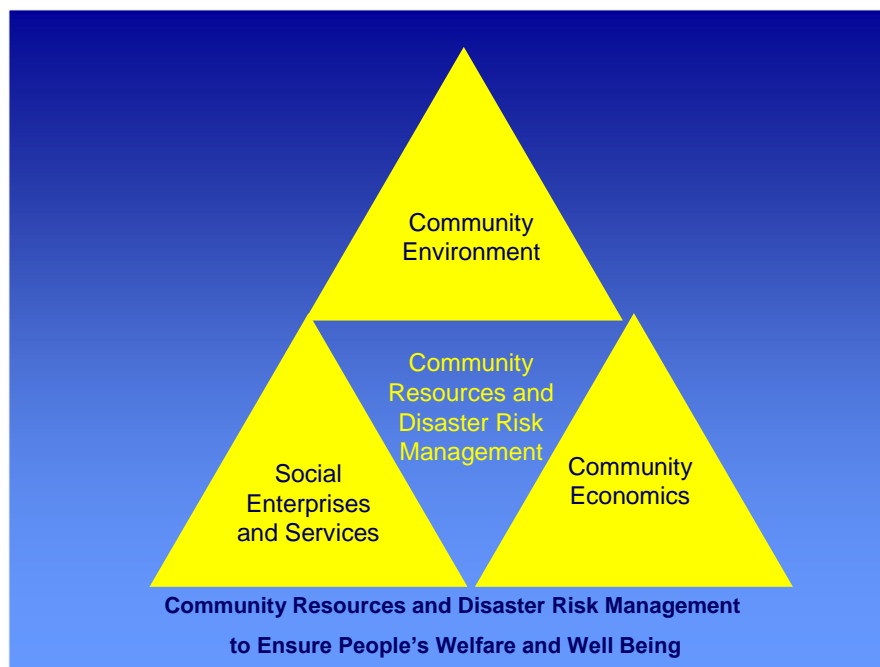 Community
Environment
Community
Resources and
Disaster Risk
Management
Social
Enterprises
and Services
Community
Economics
Community Resources and Disaster Risk Management
to Ensure People’s Welfare and Well Being